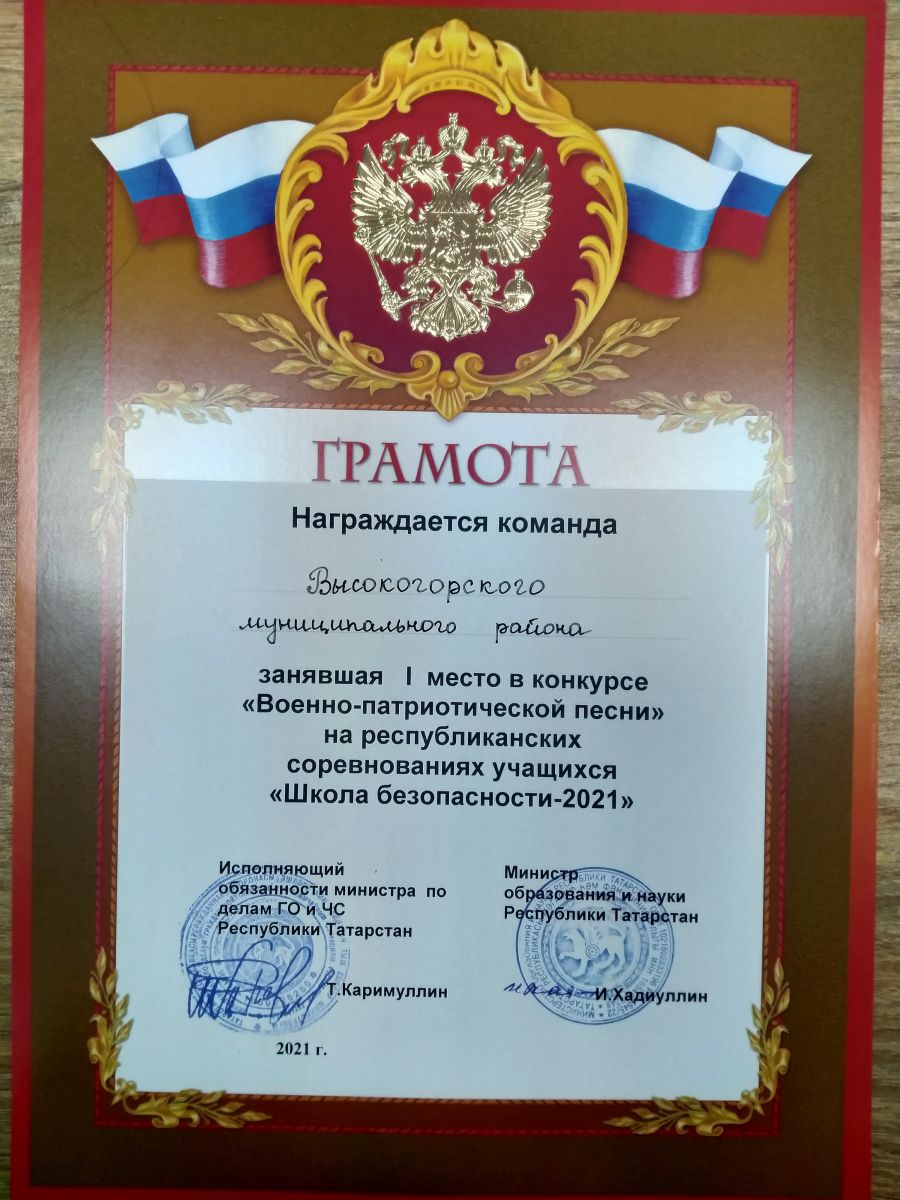 ГРАМОТА
Награждается команда
Высокогорского
муниципального района
занявшая I место в конкурсе
«Военно-патриотической песни»
на республиканских
соревнованиях учащихся
«Школа безопасности-2021»
Исполняющий
обязанности министра по
делам ГО и ЧС
Республики Татарстан
Т.Каримуллин
2021 г.
Министр
образования и науки
Республики Татарстан
И.Хадиуллин